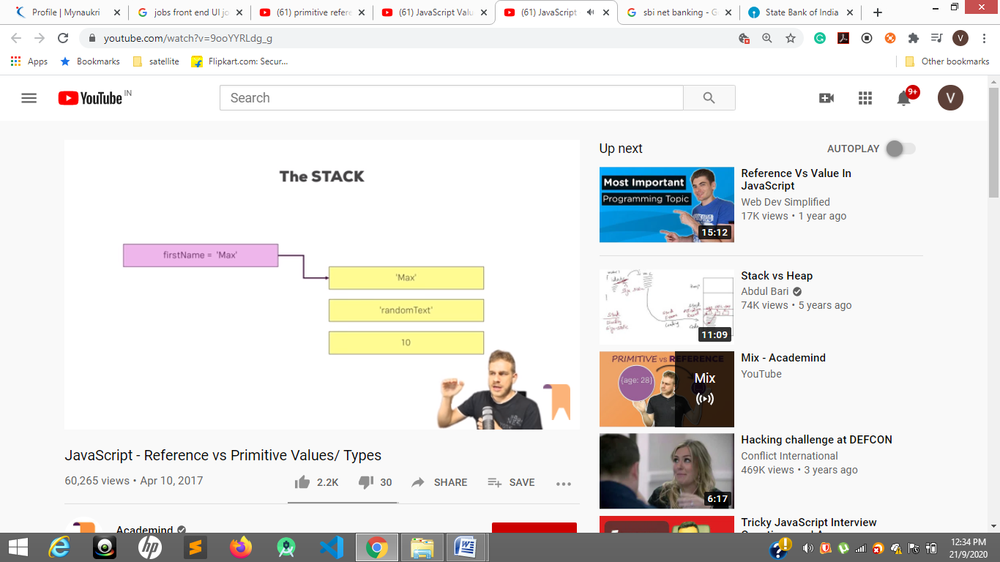 Profile | Mynaukri
jobs front end UI jo
(61) primitive refere
(61) JavaScript Valu
(61) JavaScript
sbi net banking - G
State Bank of India
youtube.com/watch?v=9ooYYRLdg_g
V
Apps
Bookmarks
satellite
Flipkart.com: Secur...
Other bookmarks
YouTube IN
Search
9+
V
The STACK
firstName = 'Max'
'Max'
'randomText'
10
JavaScript - Reference vs Primitive Values/ Types
60,265 views • Apr 10, 2017
2.2K
30
SHARE
SAVE
Academind
Up next
AUTOPLAY
Most Important
Programming Topic
15:12
Reference Vs Value In
JavaScript
Web Dev Simplified
17K views • 1 year ago
11:09
Stack vs Heap
Abdul Bari
74K views • 5 years ago
PRIMITIVE vs REFERENCE
{age: 28}
Mix
Mix - Academind
YouTube
6:17
Hacking challenge at DEFCON
Conflict International
469K views • 3 years ago
Tricky JavaScript Interview
12:34 PM
21/9/2020